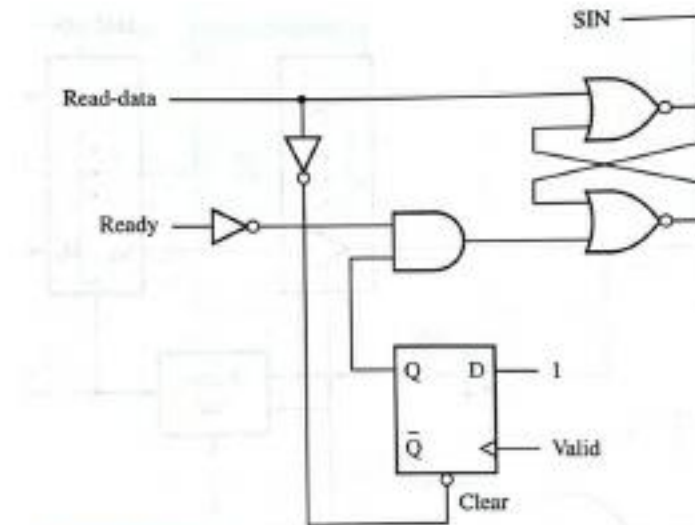 SIN
Read-data
Ready
Q D 1
Q̄ Valid
Clear